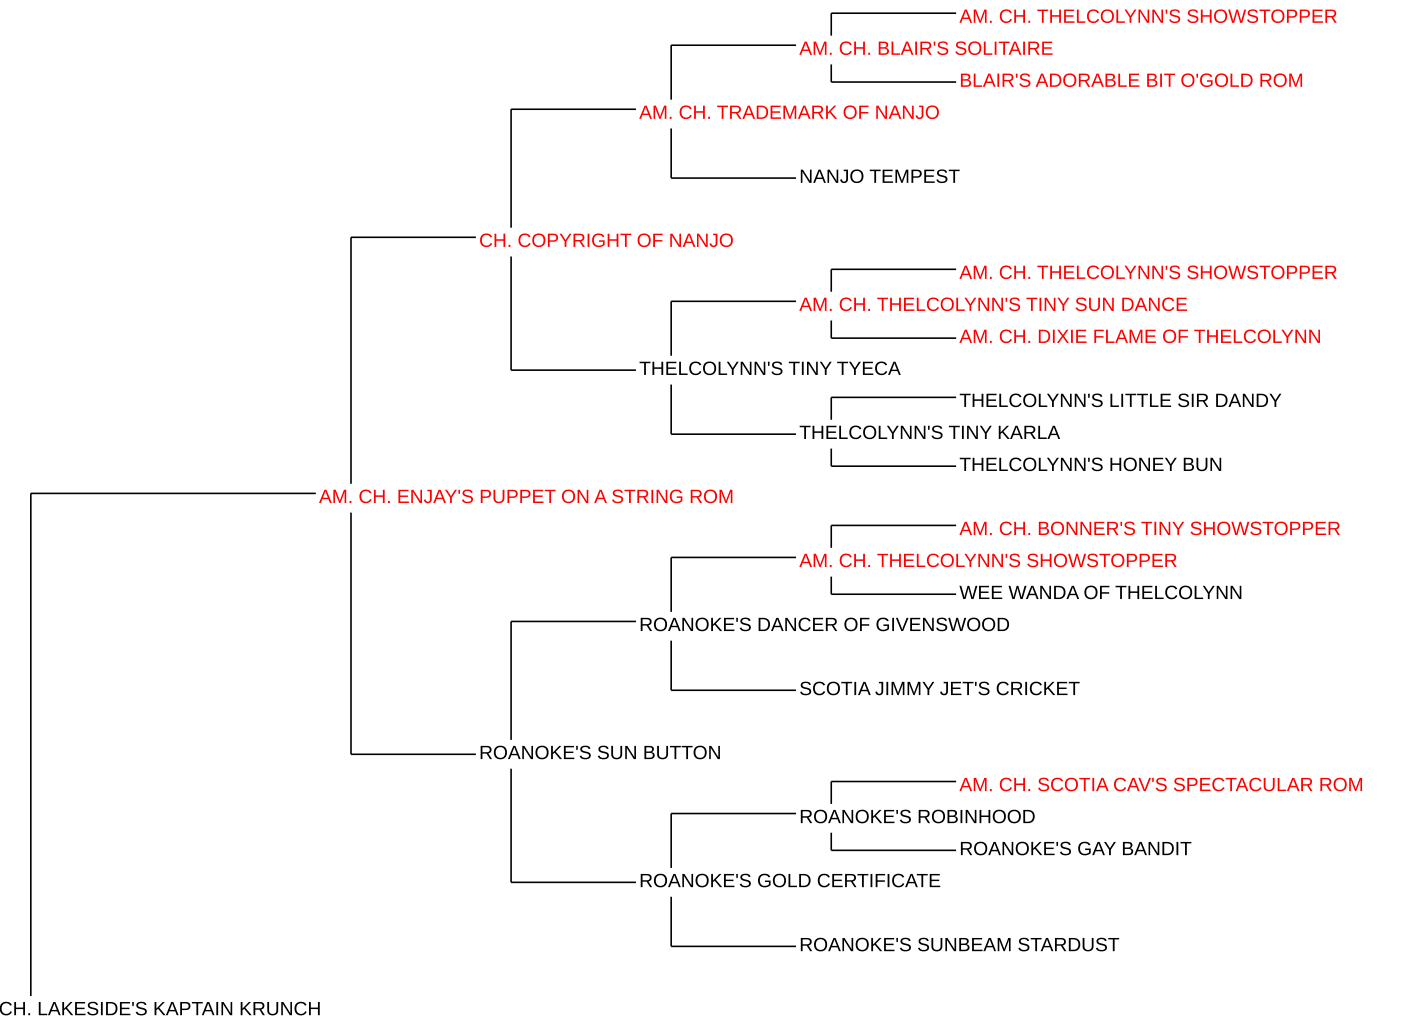 AM. CH. THELCOLYNN'S SHOWSTOPPER
AM. CH. BLAIR'S SOLITAIRE
BLAIR'S ADORABLE BIT O'GOLD ROM
AM. CH. TRADEMARK OF NANJO
NANJO TEMPEST
CH. COPYRIGHT OF NANJO
AM. CH. THELCOLYNN'S SHOWSTOPPER
AM. CH. THELCOLYNN'S TINY SUN DANCE
AM. CH. DIXIE FLAME OF THELCOLYNN
THELCOLYNN'S TINY TYECA
THELCOLYNN'S LITTLE SIR DANDY
THELCOLYNN'S TINY KARLA
THELCOLYNN'S HONEY BUN
AM. CH. ENJAY'S PUPPET ON A STRING ROM
AM. CH. BONNER'S TINY SHOWSTOPPER
AM. CH. THELCOLYNN'S SHOWSTOPPER
WEE WANDA OF THELCOLYNN
ROANOKE'S DANCER OF GIVENSWOOD
SCOTIA JIMMY JET'S CRICKET
ROANOKE'S SUN BUTTON
AM. CH. SCOTIA CAV'S SPECTACULAR ROM
ROANOKE'S ROBINHOOD
ROANOKE'S GAY BANDIT
ROANOKE'S GOLD CERTIFICATE
ROANOKE'S SUNBEAM STARDUST
CH. LAKESIDE'S KAPTAIN KRUNCH